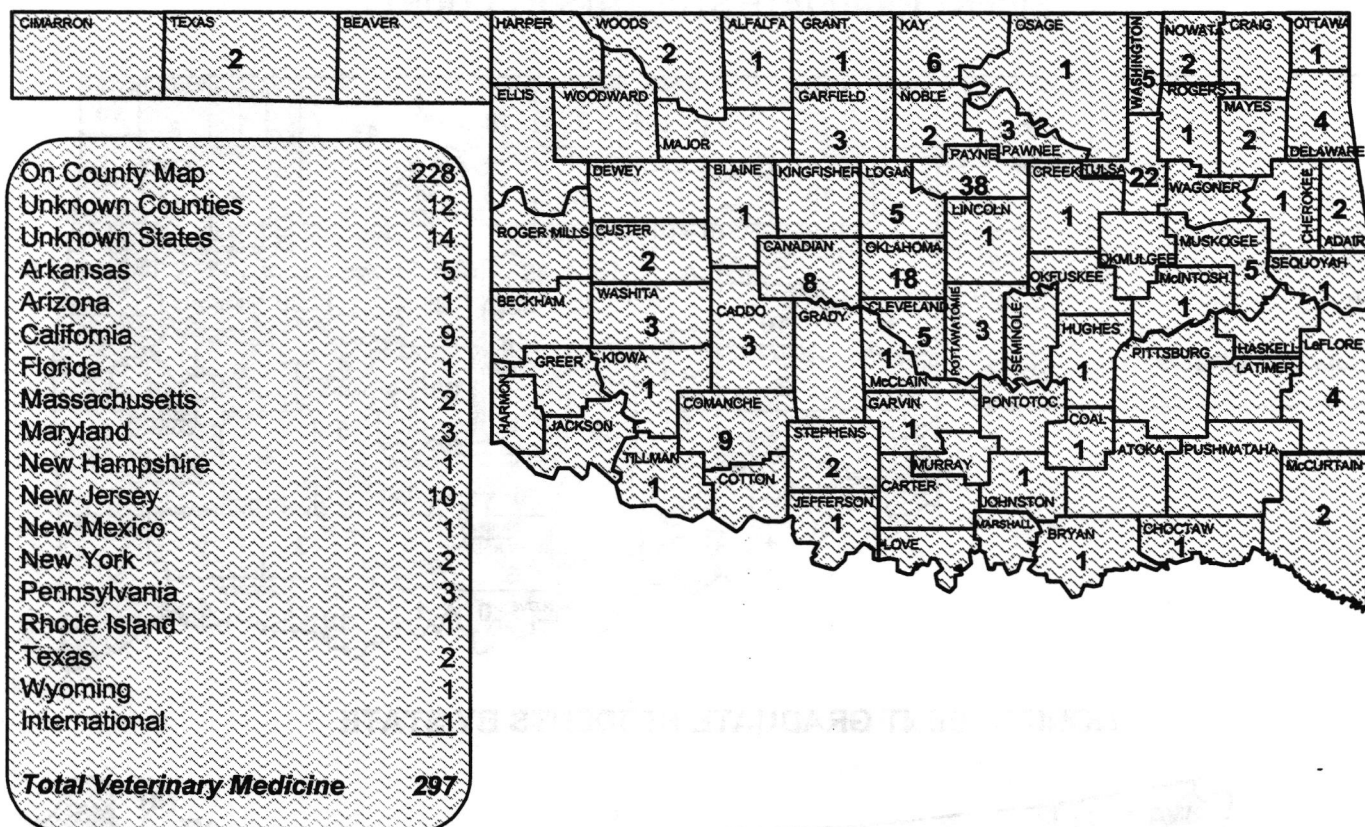 CIMARRON TEXAS BEAVER HARPER WOODS ALFALFA GRANT KAY OSAGE WASHINGTON NOWATA CRAIG OTTAWA
2 2 1 1 6 1 5 2 1
ELLIS WOODWARD MAJOR GARFIELD NOBLE PAWNEE ROGERS MAYES DELAWARE
3 2 3 1 2 4
DEWEY BLAINE KINGFISHER LOGAN PAYNE CREEK TULSA WAGONER CHEROKEE ADAIR
1 5 38 1 22 1 2
ROGER MILLS CUSTER CANADIAN OKLAHOMA LINCOLN OKMULGEE MUSKOGEE SEQUOYAH
2 8 18 1 5 1
BECKHAM WASHITA CADDO GRADY CLEVELAND POTTAWATOMIE SEMINOLE OKFUSKEE McINTOSH
3 3 5 3 1
GREER KIOWA McCLAIN HUGHES PITTSBURG HASKELL LeFLORE
1 1 1 4
HARMON JACKSON COMANCHE GARVIN PONTOTOC COAL LATIMER
9 1 1
TILLMAN COTTON STEPHENS MURRAY JOHNSTON ATOKA PUSHMATAHA McCURTAIN
1 2 1 2
JEFFERSON CARTER LOVE MARSHALL BRYAN CHOCTAW
1 1 1
On County Map 228
Unknown Counties 12
Unknown States 14
Arkansas 5
Arizona 1
California 9
Florida 1
Massachusetts 2
Maryland 3
New Hampshire 1
New Jersey 10
New Mexico 1
New York 2
Pennsylvania 3
Rhode Island 1
Texas 2
Wyoming 1
International 1
Total Veterinary Medicine 297